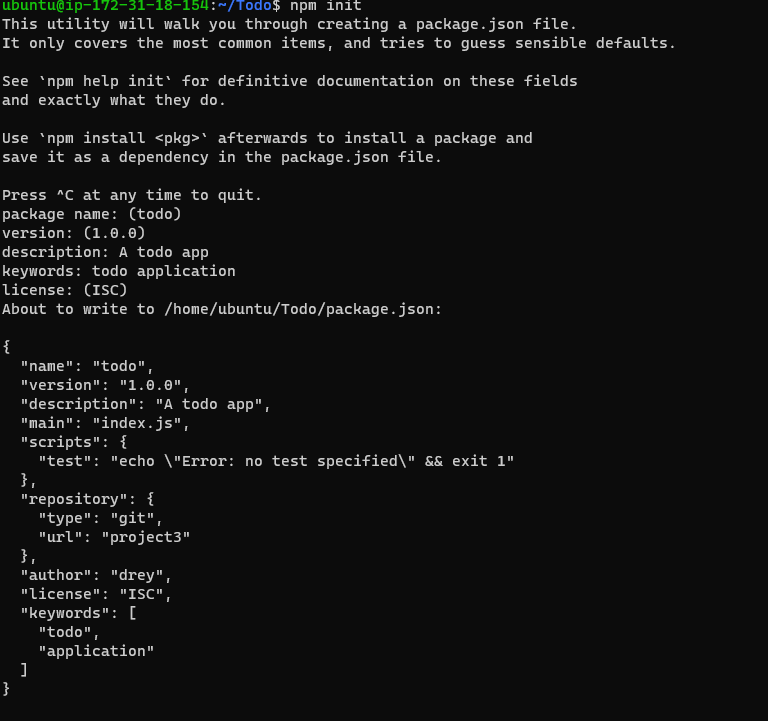 ubuntu@ip-172-31-18-154:~/Todo$ npm init
This utility will walk you through creating a package.json file.
It only covers the most common items, and tries to guess sensible defaults.

See `npm help init` for definitive documentation on these fields
and exactly what they do.

Use `npm install <pkg>` afterwards to install a package and
save it as a dependency in the package.json file.

Press ^C at any time to quit.
package name: (todo)
version: (1.0.0)
description: A todo app
keywords: todo application
license: (ISC)
About to write to /home/ubuntu/Todo/package.json:

{
  "name": "todo",
  "version": "1.0.0",
  "description": "A todo app",
  "main": "index.js",
  "scripts": {
    "test": "echo \"Error: no test specified\" && exit 1"
  },
  "repository": {
    "type": "git",
    "url": "project3"
  },
  "author": "drey",
  "license": "ISC",
  "keywords": [
    "todo",
    "application"
  ]
}